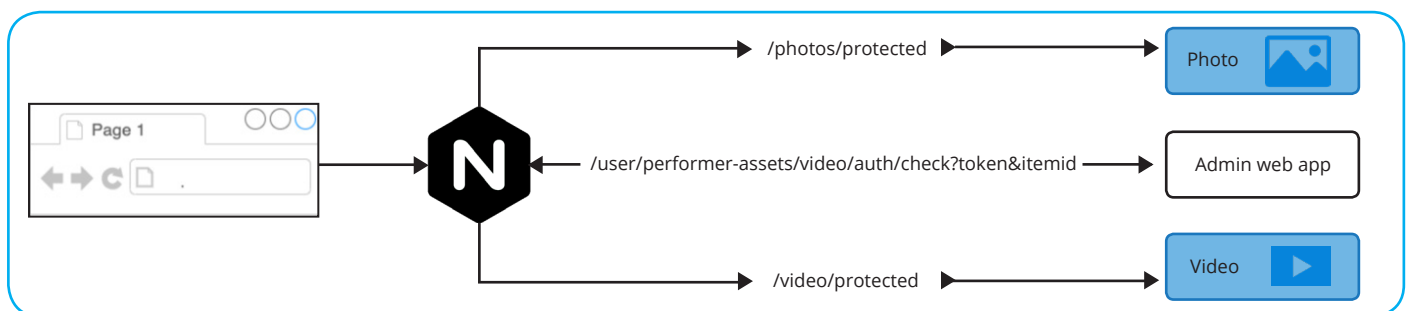 /photos/protected
Photo
Page 1
N
/user/performer-assets/video/auth/check?token&itemid
Admin web app
/video/protected
Video